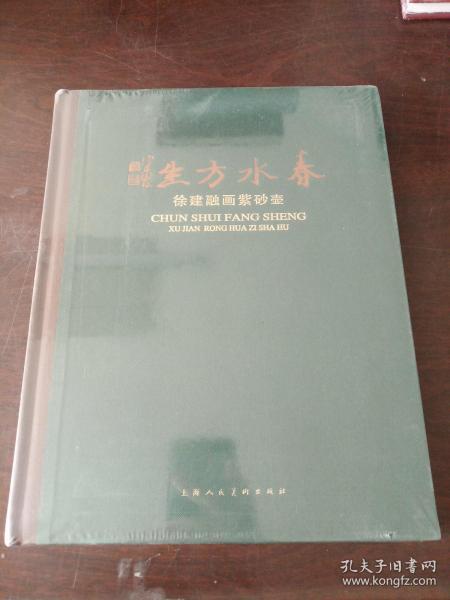 春水方生
徐建融画紫砂壶
CHUN SHUI FANG SHENG
XU JIAN RONG HUA ZI SHA HU
上海人民美术出版社
孔夫子旧书网
www.kongfz.com